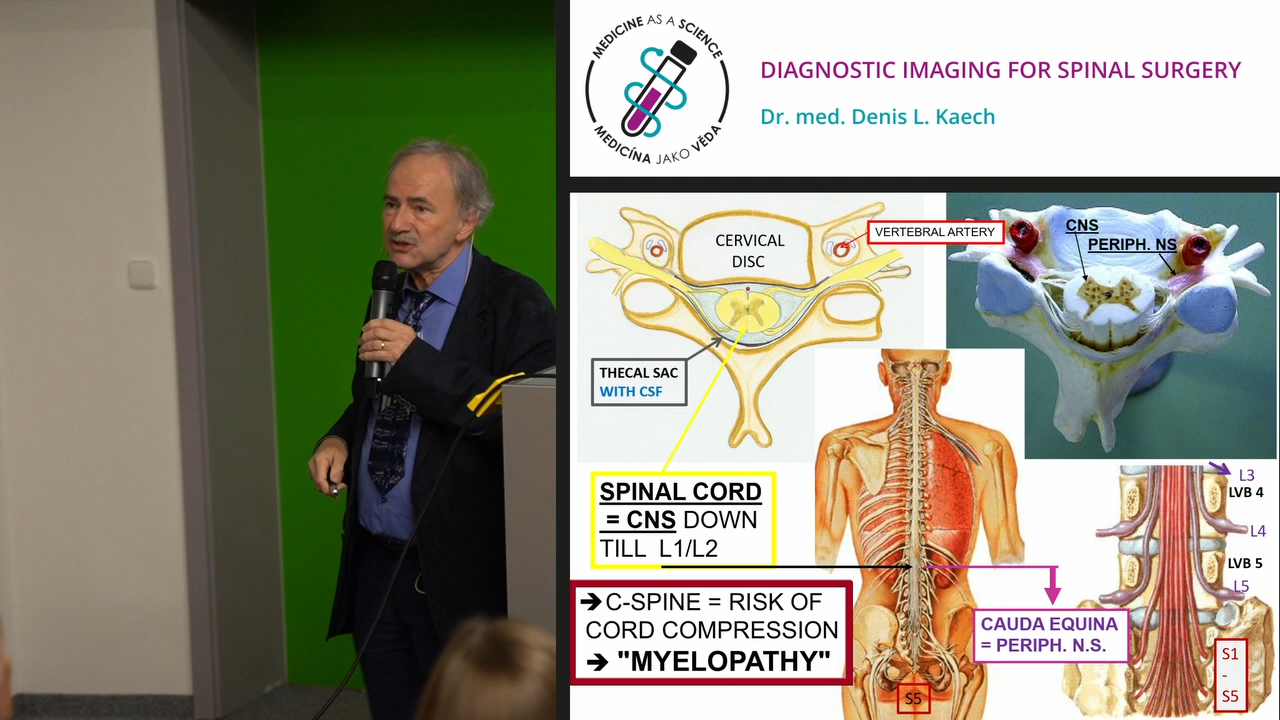 MEDICINE AS A SCIENCE
MEDICÍNA JAKO VĚDA
DIAGNOSTIC IMAGING FOR SPINAL SURGERY
Dr. med. Denis L. Kaech
CERVICAL
DISC
VERTEBRAL ARTERY
CNS
PERIPH. NS
THECAL SAC
WITH CSF
SPINAL CORD
= CNS DOWN
TILL L1/L2
➔ C-SPINE = RISK OF
CORD COMPRESSION
➔ "MYELOPATHY"
S5
CAUDA EQUINA
= PERIPH. N.S.
L3
LVB 4
L4
LVB 5
L5
S1
-
S5